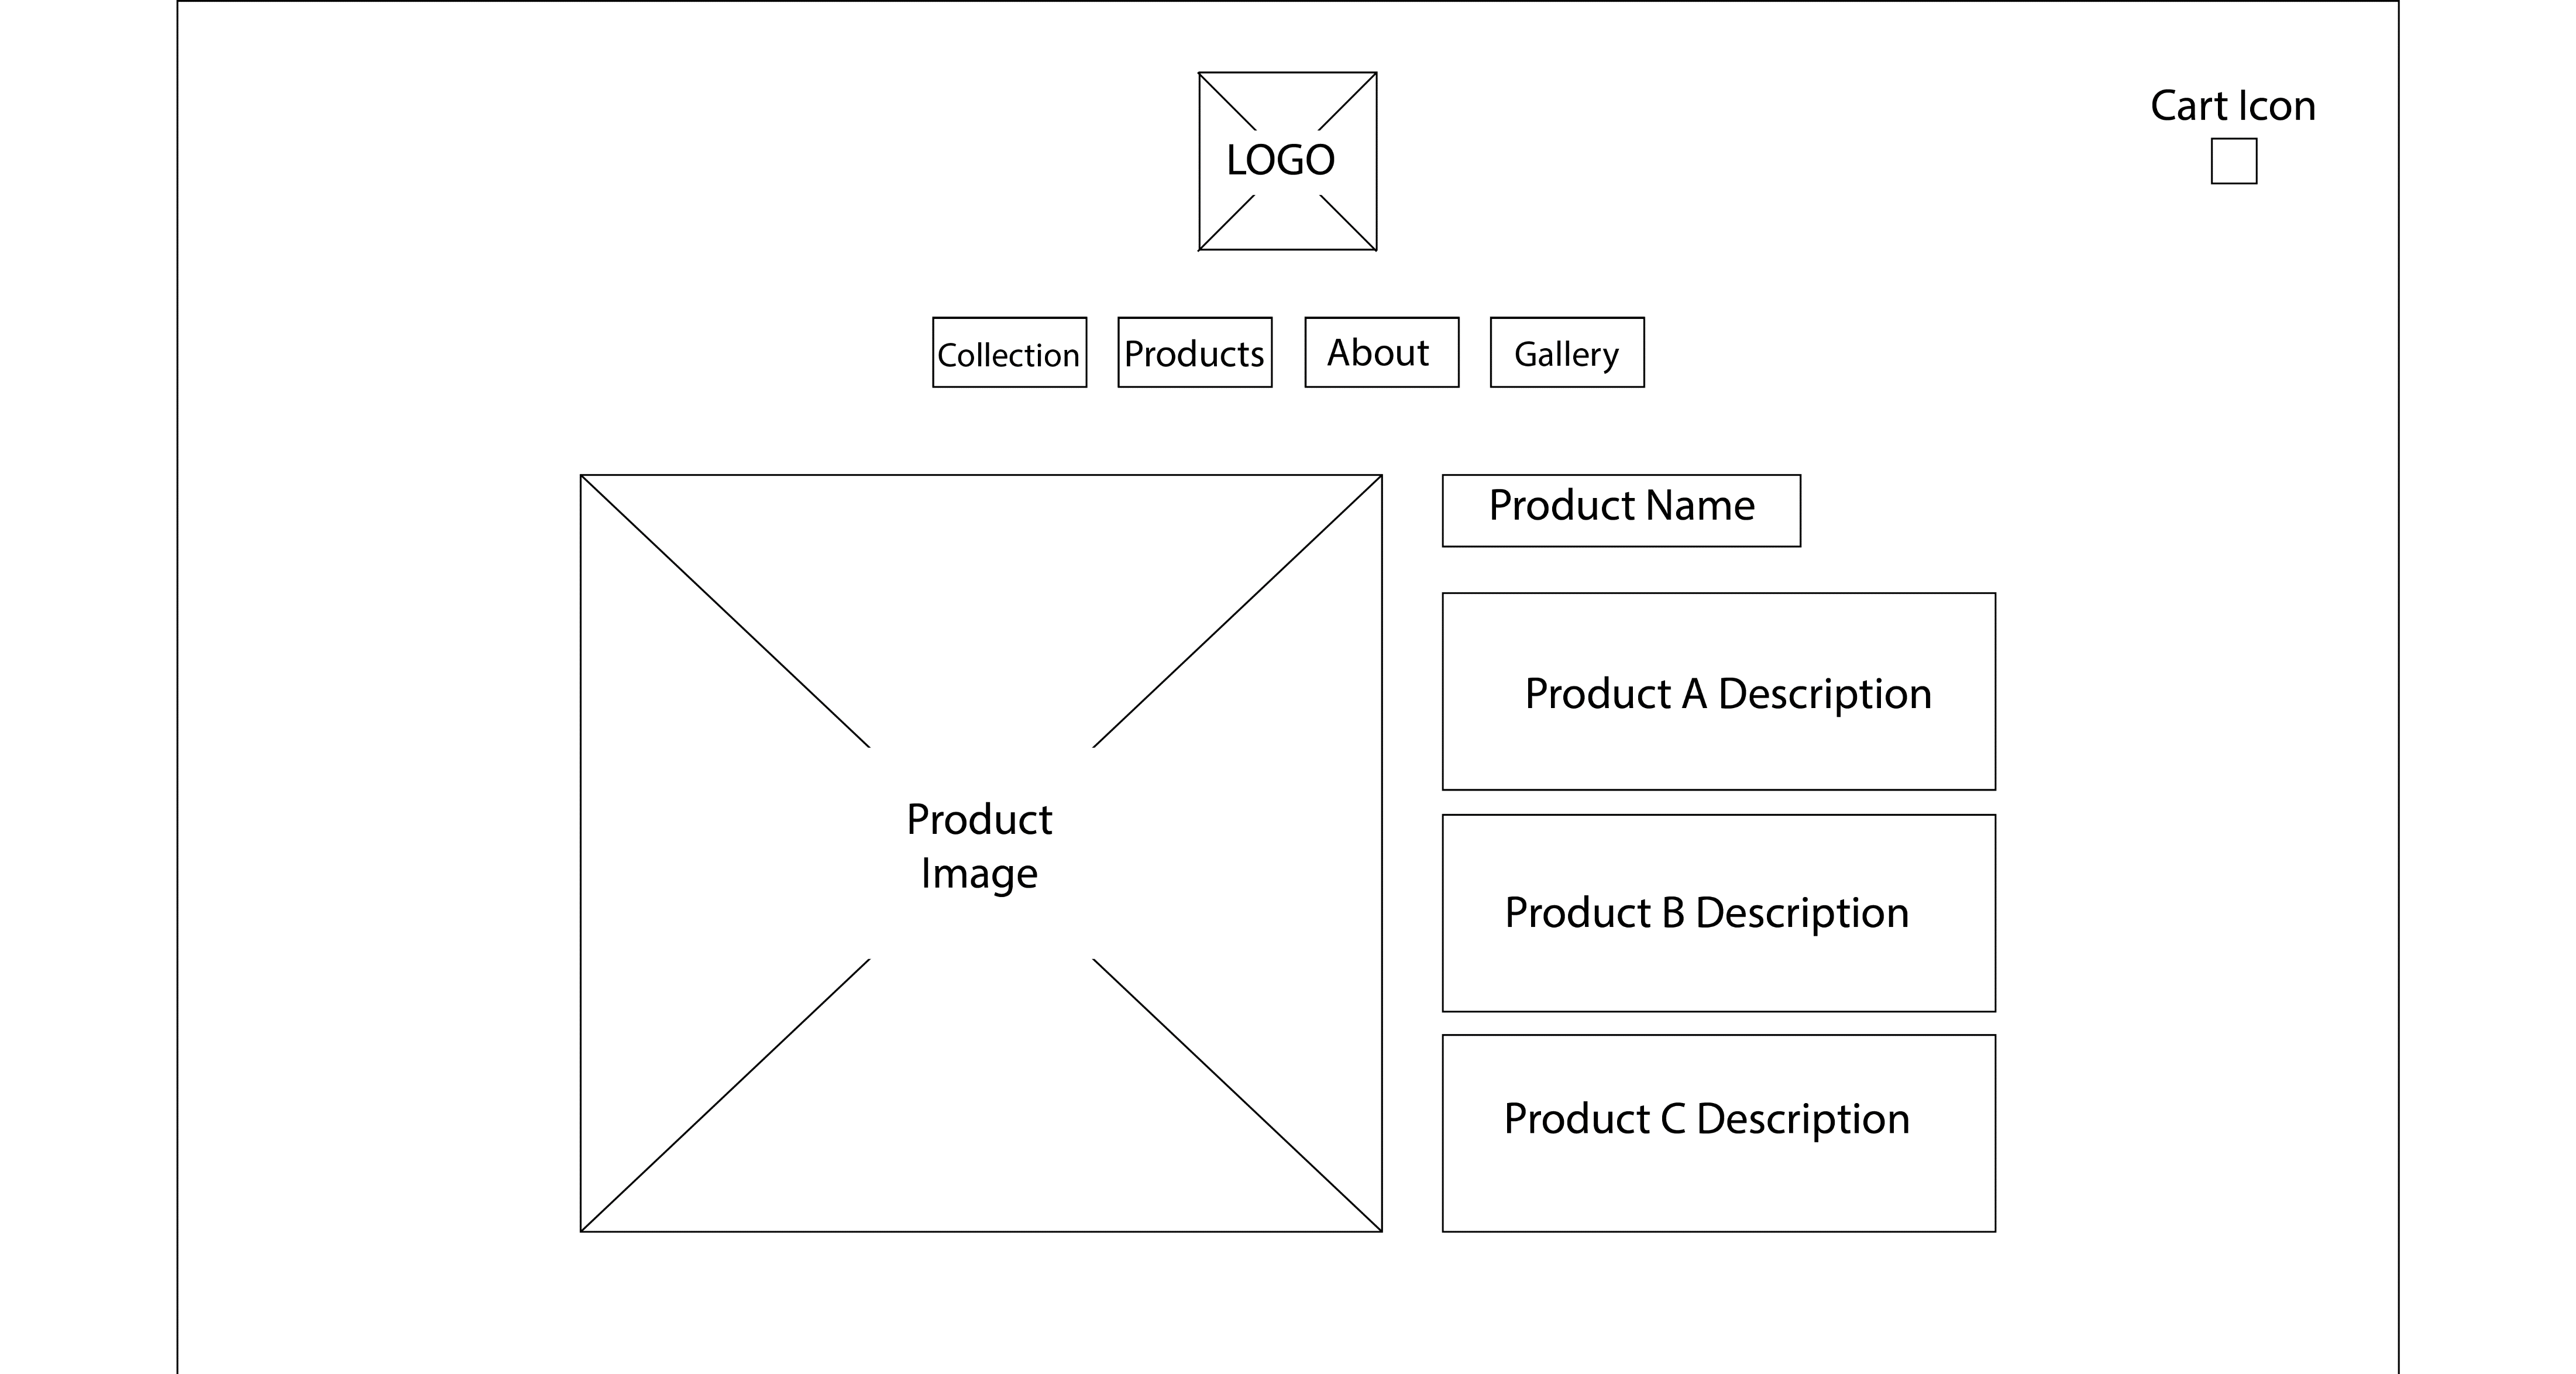 Cart Icon
LOGO
Collection
Products
About
Gallery
Product Name
Product A Description
Product
Image
Product B Description
Product C Description